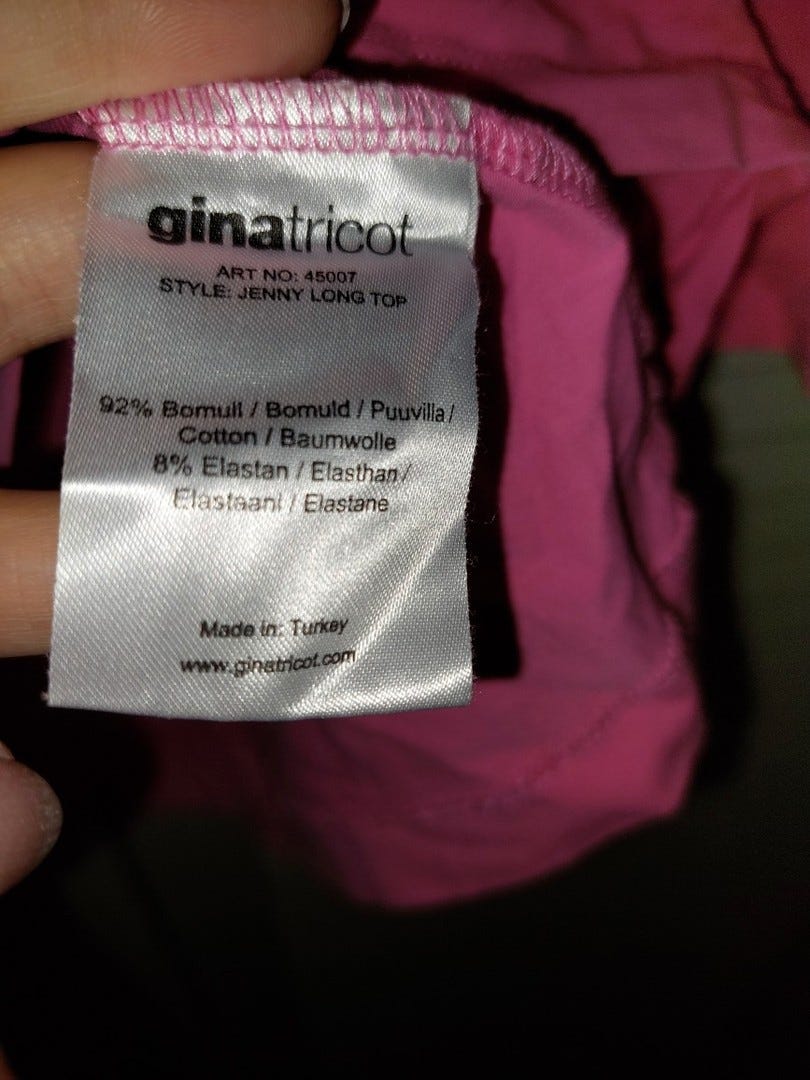 ginatricot
ART NO: 45007
STYLE: JENNY LONG TOP
92% Bomull / Bomuld / Puuvilla /
Cotton / Baumwolle
8% Elastan / Elasthan /
Elastaani / Elastane
Made in: Turkey
www.ginatricot.com